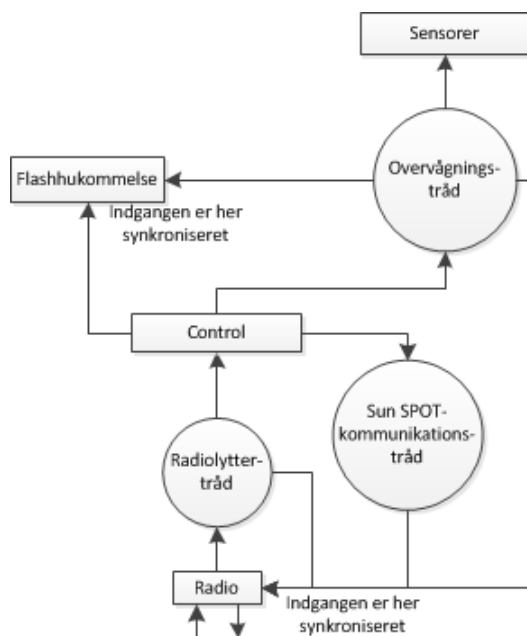 Sensorer
Overvågnings-
tråd
Flashhukommelse
Indgangen er her
synkroniseret
Control
Sun SPOT-
kommunikations-
tråd
Radiolytter-
tråd
Radio
Indgangen er her
synkroniseret